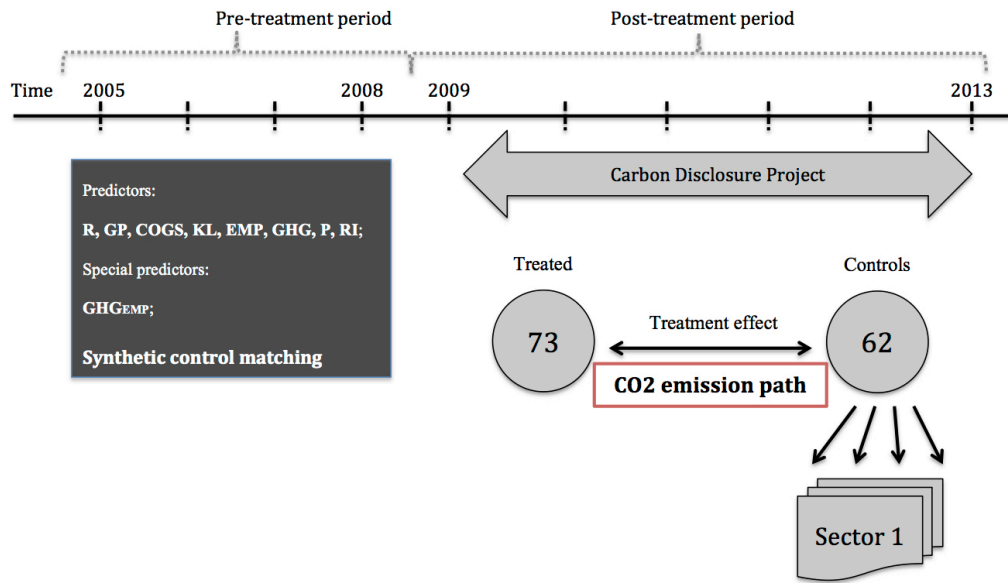 Pre-treatment period
Post-treatment period
Time 2005 2008 2009 2013
Carbon Disclosure Project
Predictors:
R, GP, COGS, KL, EMP, GHG, P, RI;
Special predictors:
GHGEMP;
Synthetic control matching
Treated
Controls
73
Treatment effect
62
CO2 emission path
Sector 1